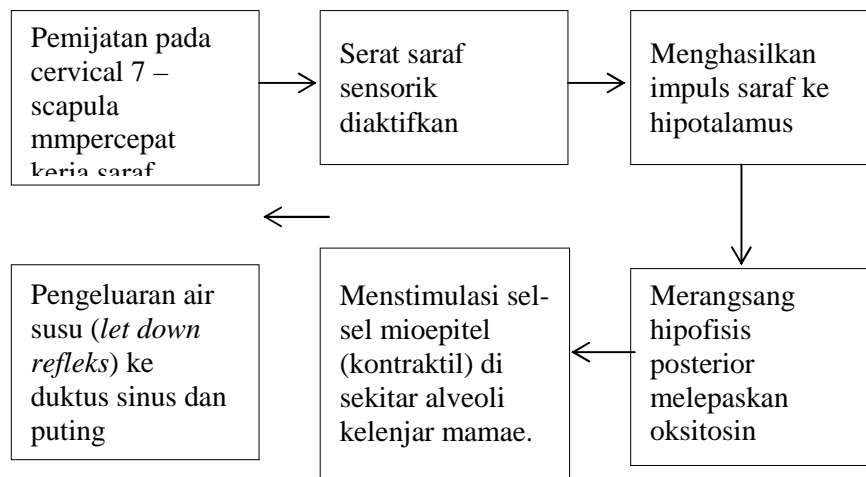 Pemijatan pada
cervical 7 –
scapula
mmpercepat
kerja saraf
Serat saraf
sensorik
diaktifkan
Menghasilkan
impuls saraf ke
hipotalamus
Pengeluaran air
susu (let down
refleks) ke
duktus sinus dan
puting
Menstimulasi sel-
sel mioepitel
(kontraktil) di
sekitar alveoli
kelenjar mamae.
Merangsang
hipofisis
posterior
melepaskan
oksitosin